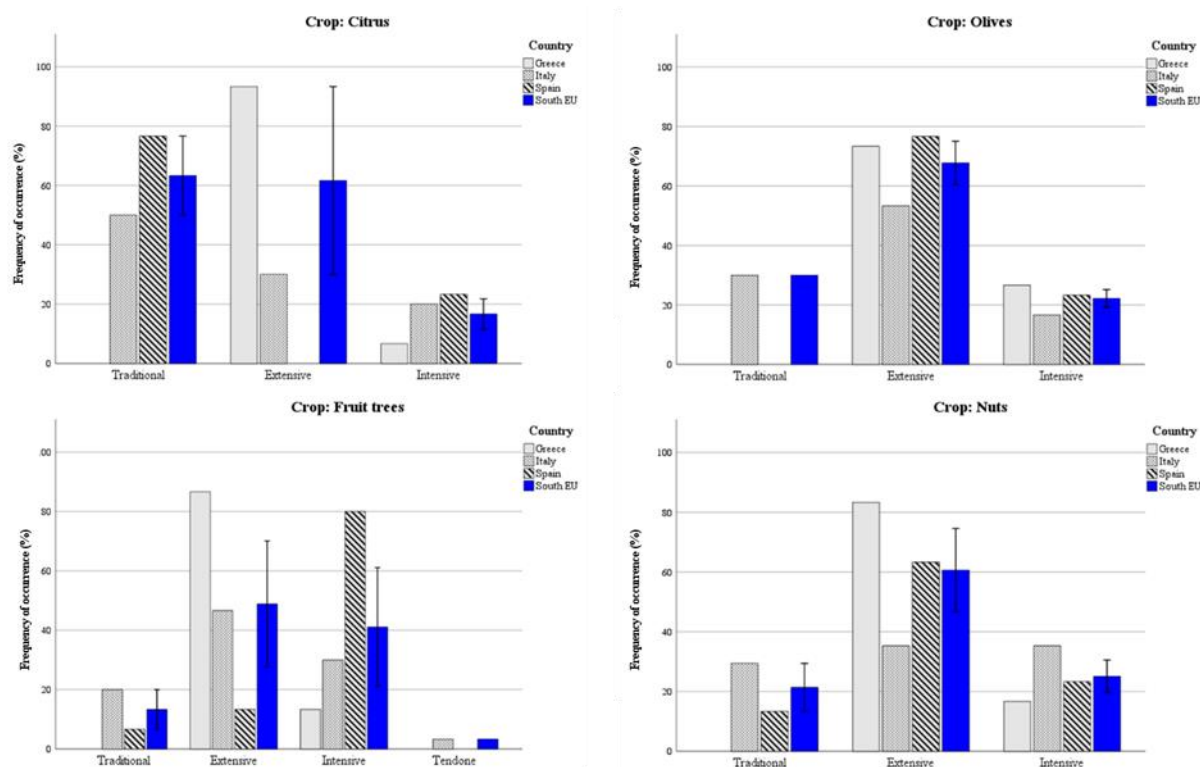 Crop: Citrus
Country
Greece
Italy
Spain
South EU
Frequency of occurrence (%)
100
80
60
40
20
0
Traditional Extensive Intensive
Crop: Olives
Country
Greece
Italy
Spain
South EU
Frequency of occurrence (%)
100
80
60
40
20
0
Traditional Extensive Intensive
Crop: Fruit trees
Country
Greece
Italy
Spain
South EU
Frequency of occurrence (%)
100
80
60
40
20
0
Traditional Extensive Intensive Tendone
Crop: Nuts
Country
Greece
Italy
Spain
South EU
Frequency of occurrence (%)
100
80
60
40
20
0
Traditional Extensive Intensive